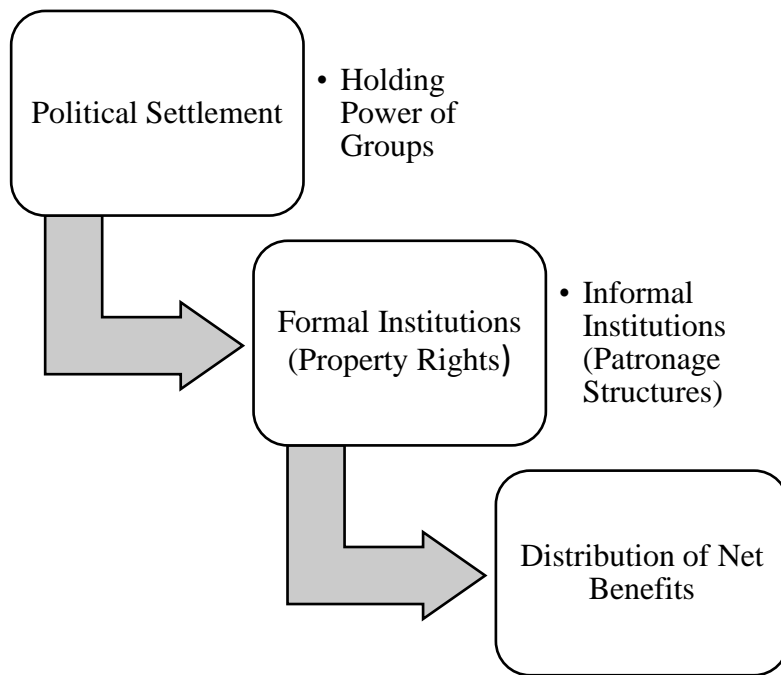 Political Settlement
• Holding
Power of
Groups
Formal Institutions
(Property Rights)
• Informal
Institutions
(Patronage
Structures)
Distribution of Net
Benefits